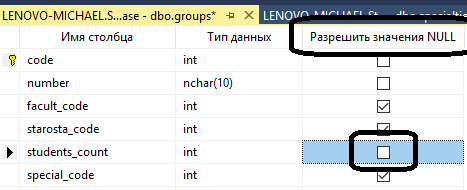 LENOVO-MICHAEL.S...ase - dbo.groups*
Имя столбца Тип данных Разрешить значения NULL
code int
number nchar(10)
facult_code int
starosta_code int
students_count int
special_code int